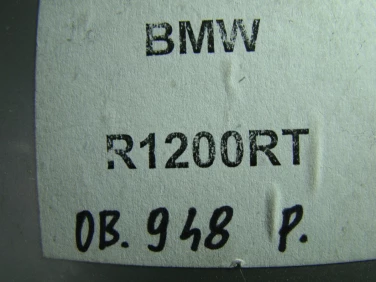 BMW
R1200RT
OB. 948 P.